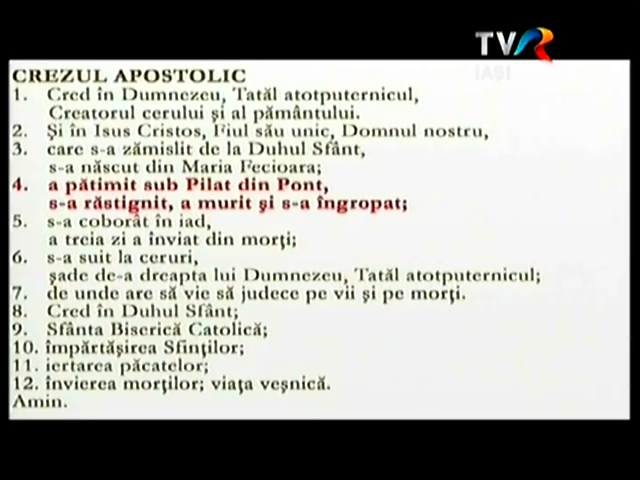 TVR
IAȘI
CREZUL APOSTOLIC
1. Cred în Dumnezeu, Tatăl atotputernicul,
Creatorul cerului şi al pământului.
2. Şi în Isus Cristos, Fiul său unic, Domnul nostru,
3. care s-a zămislit de la Duhul Sfânt,
s-a născut din Maria Fecioara;
4. a pătimit sub Pilat din Pont,
s-a răstignit, a murit şi s-a îngropat;
5. s-a coborât în iad,
a treia zi a înviat din morţi;
6. s-a suit la ceruri,
şade de-a dreapta lui Dumnezeu, Tatăl atotputernicul;
7. de unde are să vie să judece pe vii şi pe morţi.
8. Cred în Duhul Sfânt;
9. Sfânta Biserică Catolică;
10. împărtăşirea Sfinţilor;
11. iertarea păcatelor;
12. învierea morţilor; viaţa veşnică.
Amin.